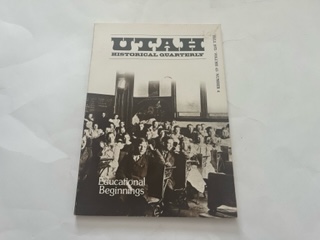 UTAH
HISTORICAL QUARTERLY
Educational
Beginnings